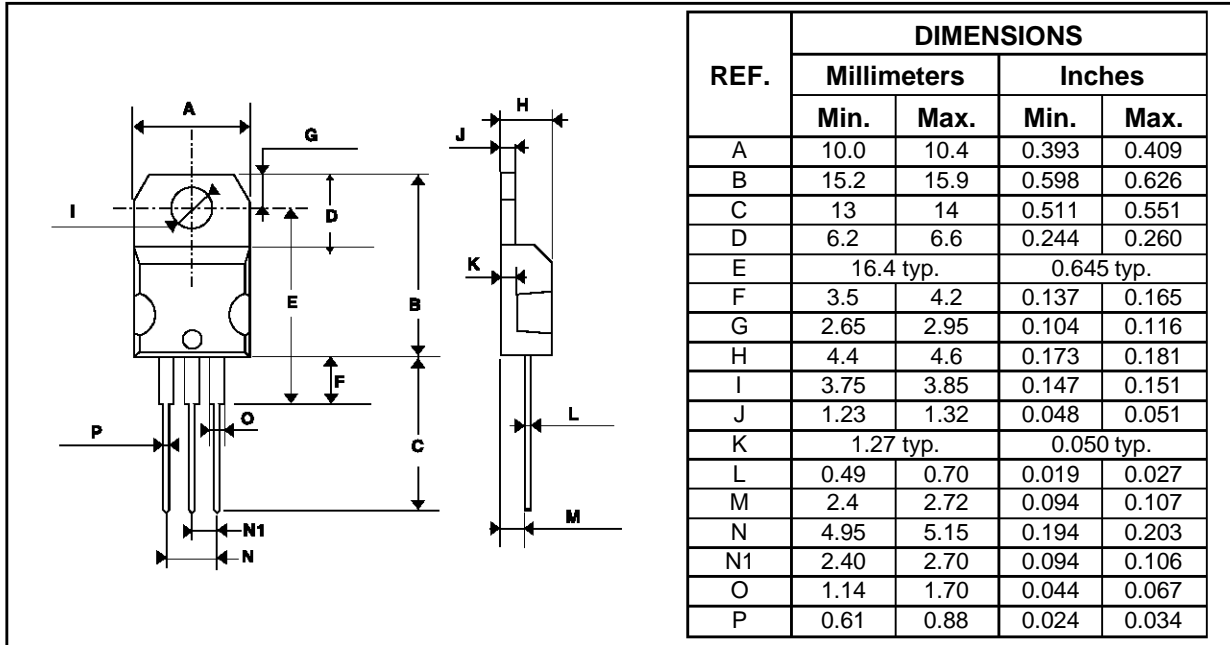 A
G
I
D
E
B
F
O
P
C
N1
N
H
J
K
L
M
DIMENSIONS
REF. Millimeters Inches
Min. Max. Min. Max.
A 10.0 10.4 0.393 0.409
B 15.2 15.9 0.598 0.626
C 13 14 0.511 0.551
D 6.2 6.6 0.244 0.260
E 16.4 typ. 0.645 typ.
F 3.5 4.2 0.137 0.165
G 2.65 2.95 0.104 0.116
H 4.4 4.6 0.173 0.181
I 3.75 3.85 0.147 0.151
J 1.23 1.32 0.048 0.051
K 1.27 typ. 0.050 typ.
L 0.49 0.70 0.019 0.027
M 2.4 2.72 0.094 0.107
N 4.95 5.15 0.194 0.203
N1 2.40 2.70 0.094 0.106
O 1.14 1.70 0.044 0.067
P 0.61 0.88 0.024 0.034